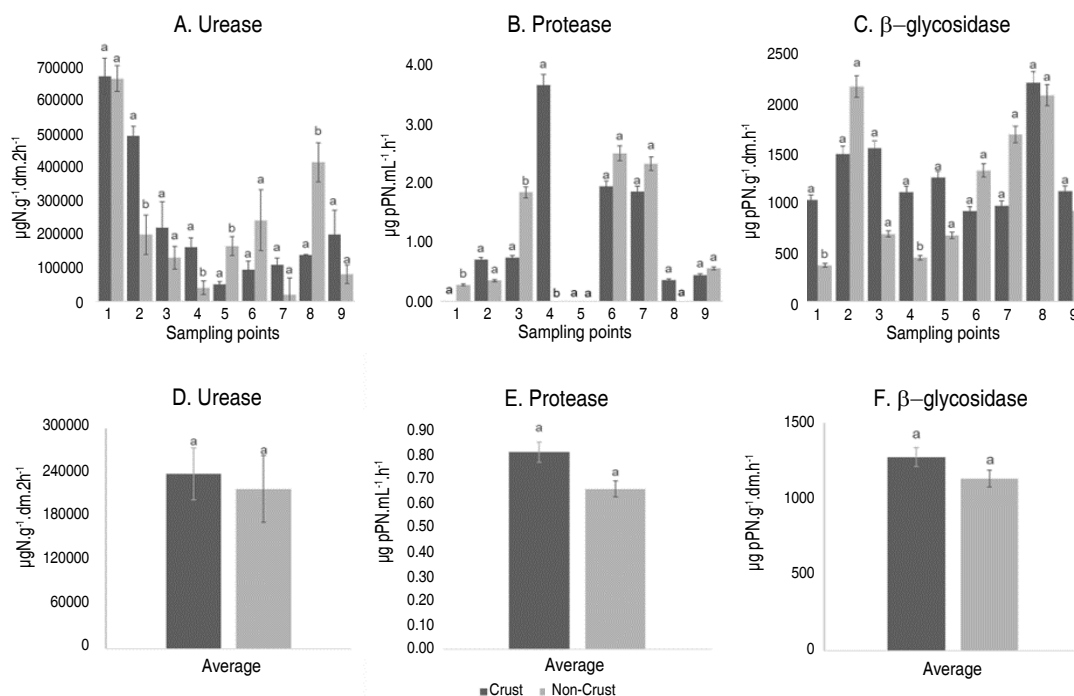 A. Urease
µgN.g⁻¹.dm.2h⁻¹
700000
600000
500000
400000
300000
200000
100000
0
a a a b a a a b a b a a a a a b a a
1 2 3 4 5 6 7 8 9
Sampling points
B. Protease
µg pPN.mL⁻¹.h⁻¹
4.00
3.00
2.00
1.00
0.00
a b a a a b a b a a a a a a a a a a
1 2 3 4 5 6 7 8 9
Sampling points
C. β–glycosidase
µg pPN.g⁻¹.dm.h⁻¹
2500
2000
1500
1000
500
0
a b a a a a a b a a a a a a a a a
1 2 3 4 5 6 7 8 9
Sampling points
D. Urease
µgN.g⁻¹.dm.2h⁻¹
300000
240000
180000
120000
60000
0
a a
Average
E. Protease
µg pPN.mL⁻¹.h⁻¹
0.90
0.80
0.70
0.60
0.50
0.40
0.30
0.20
0.10
0.00
a a
Average
F. β–glycosidase
µg pPN.g⁻¹.dm.h⁻¹
1500
1000
500
0
a a
Average
Crust Non-Crust